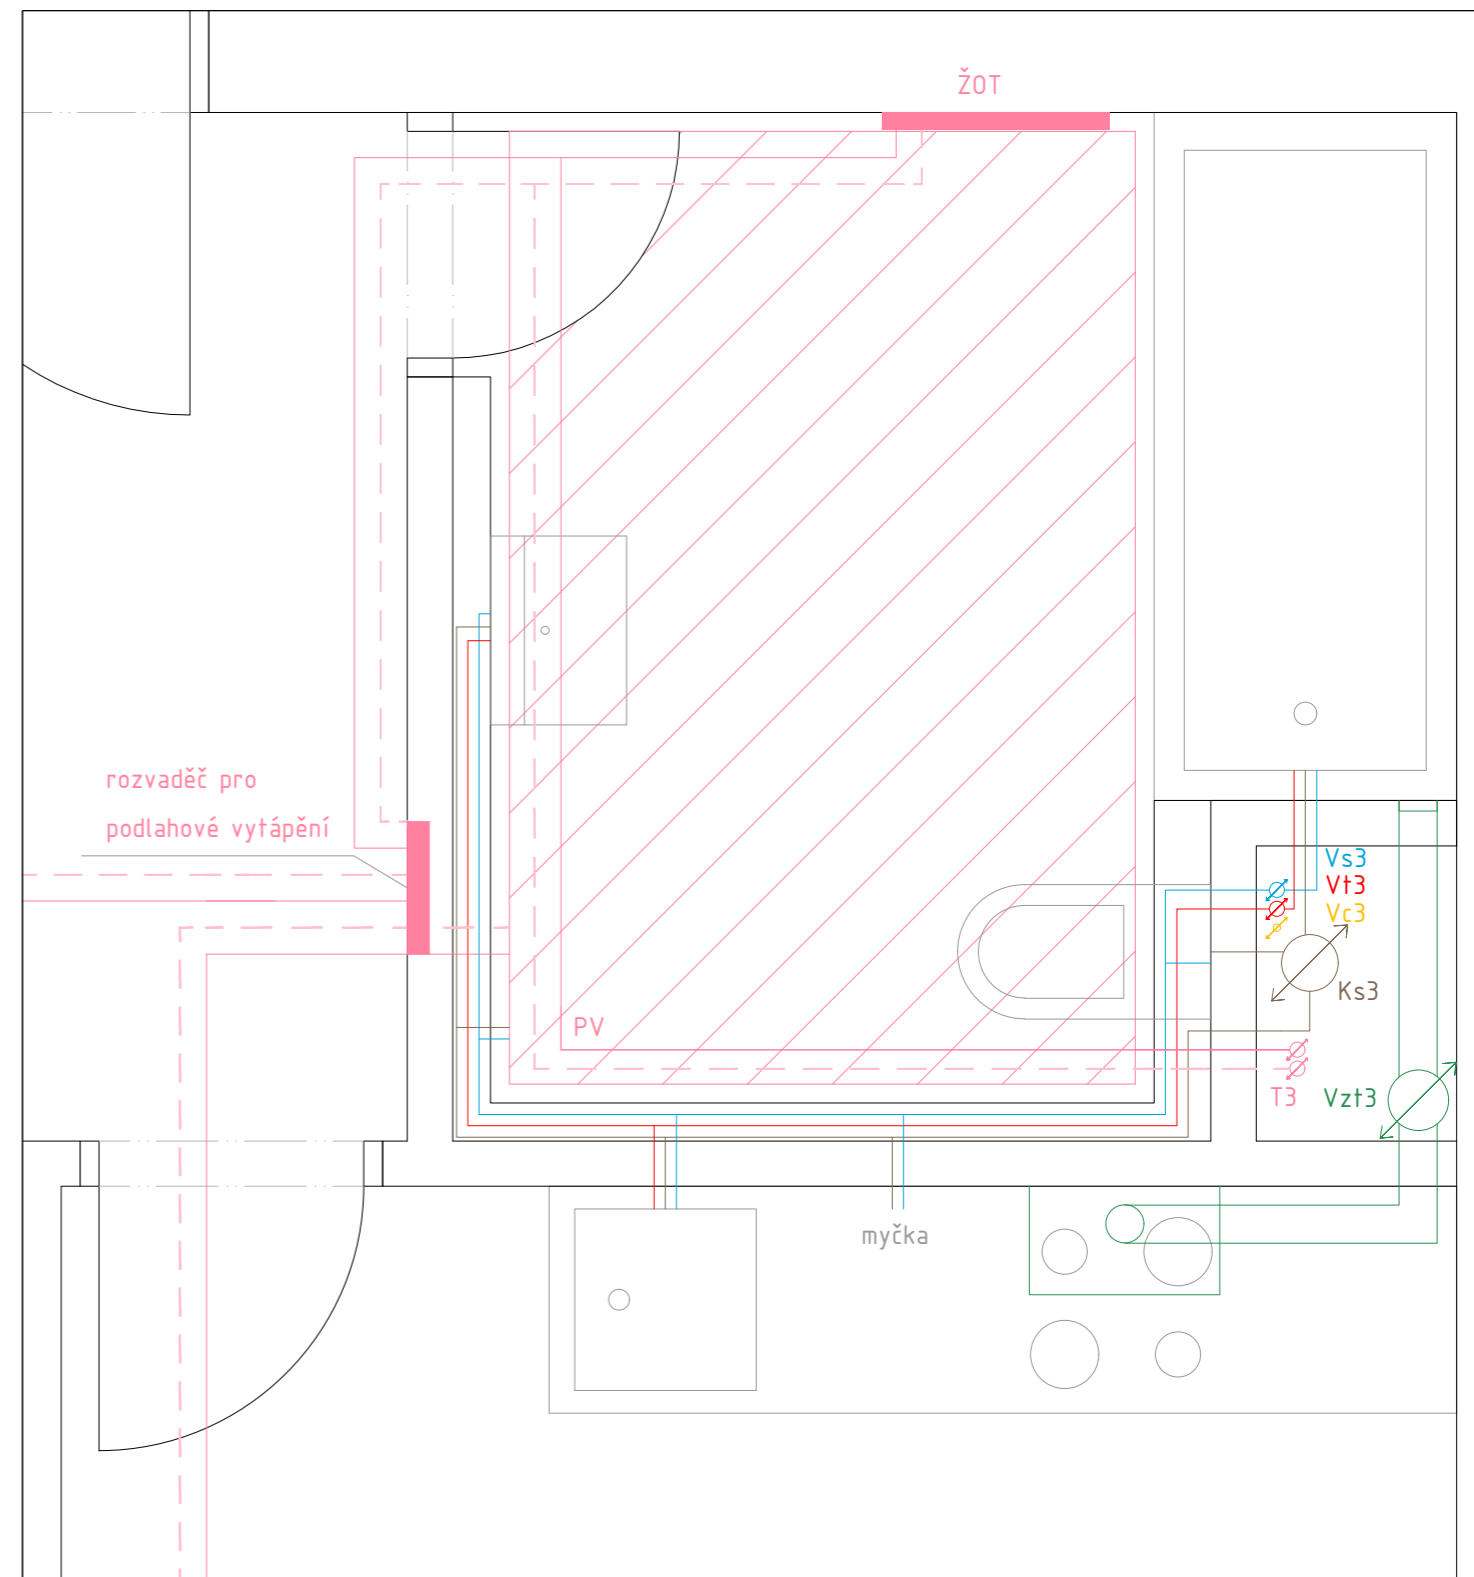 ŽOT
rozvaděč pro
podlahové vytápění
Vs3
Vt3
Vc3
Ks3
PV
T3
Vzt3
myčka